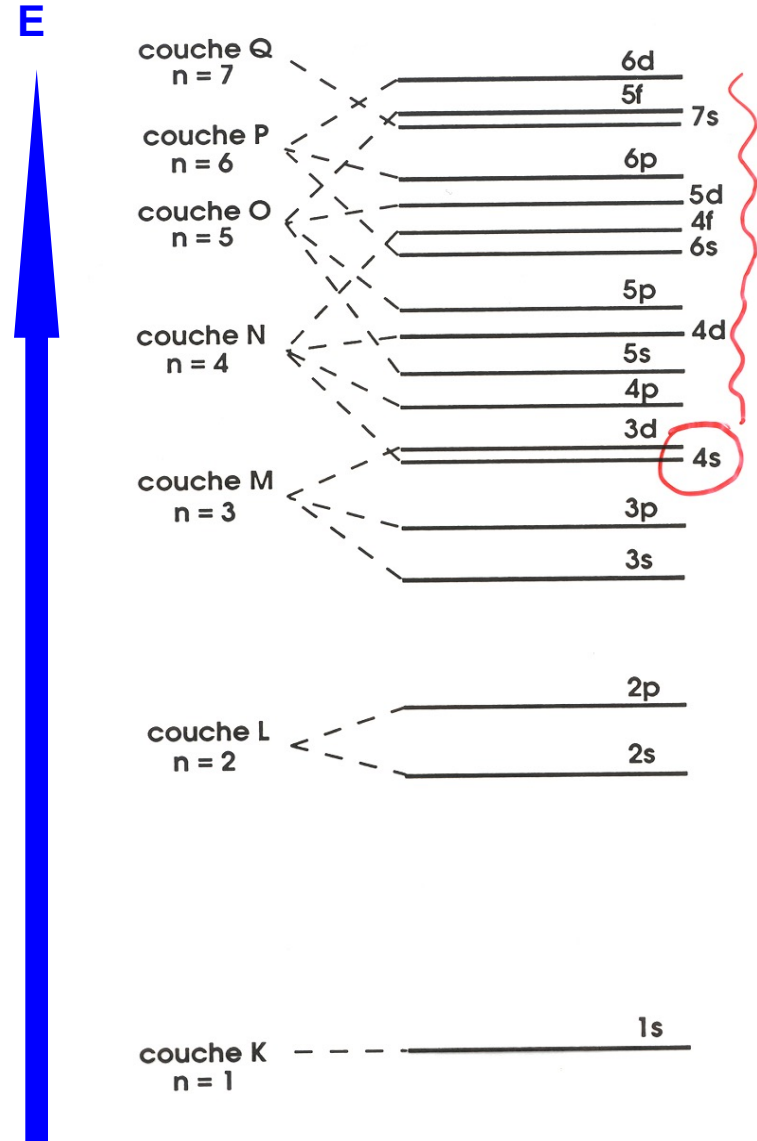 E
couche Q
n = 7
6d
5f
7s
couche P
n = 6
6p
5d
couche O
n = 5
4f
6s
5p
couche N
n = 4
4d
5s
4p
3d
4s
couche M
n = 3
3p
3s
2p
couche L
n = 2
2s
1s
couche K
n = 1